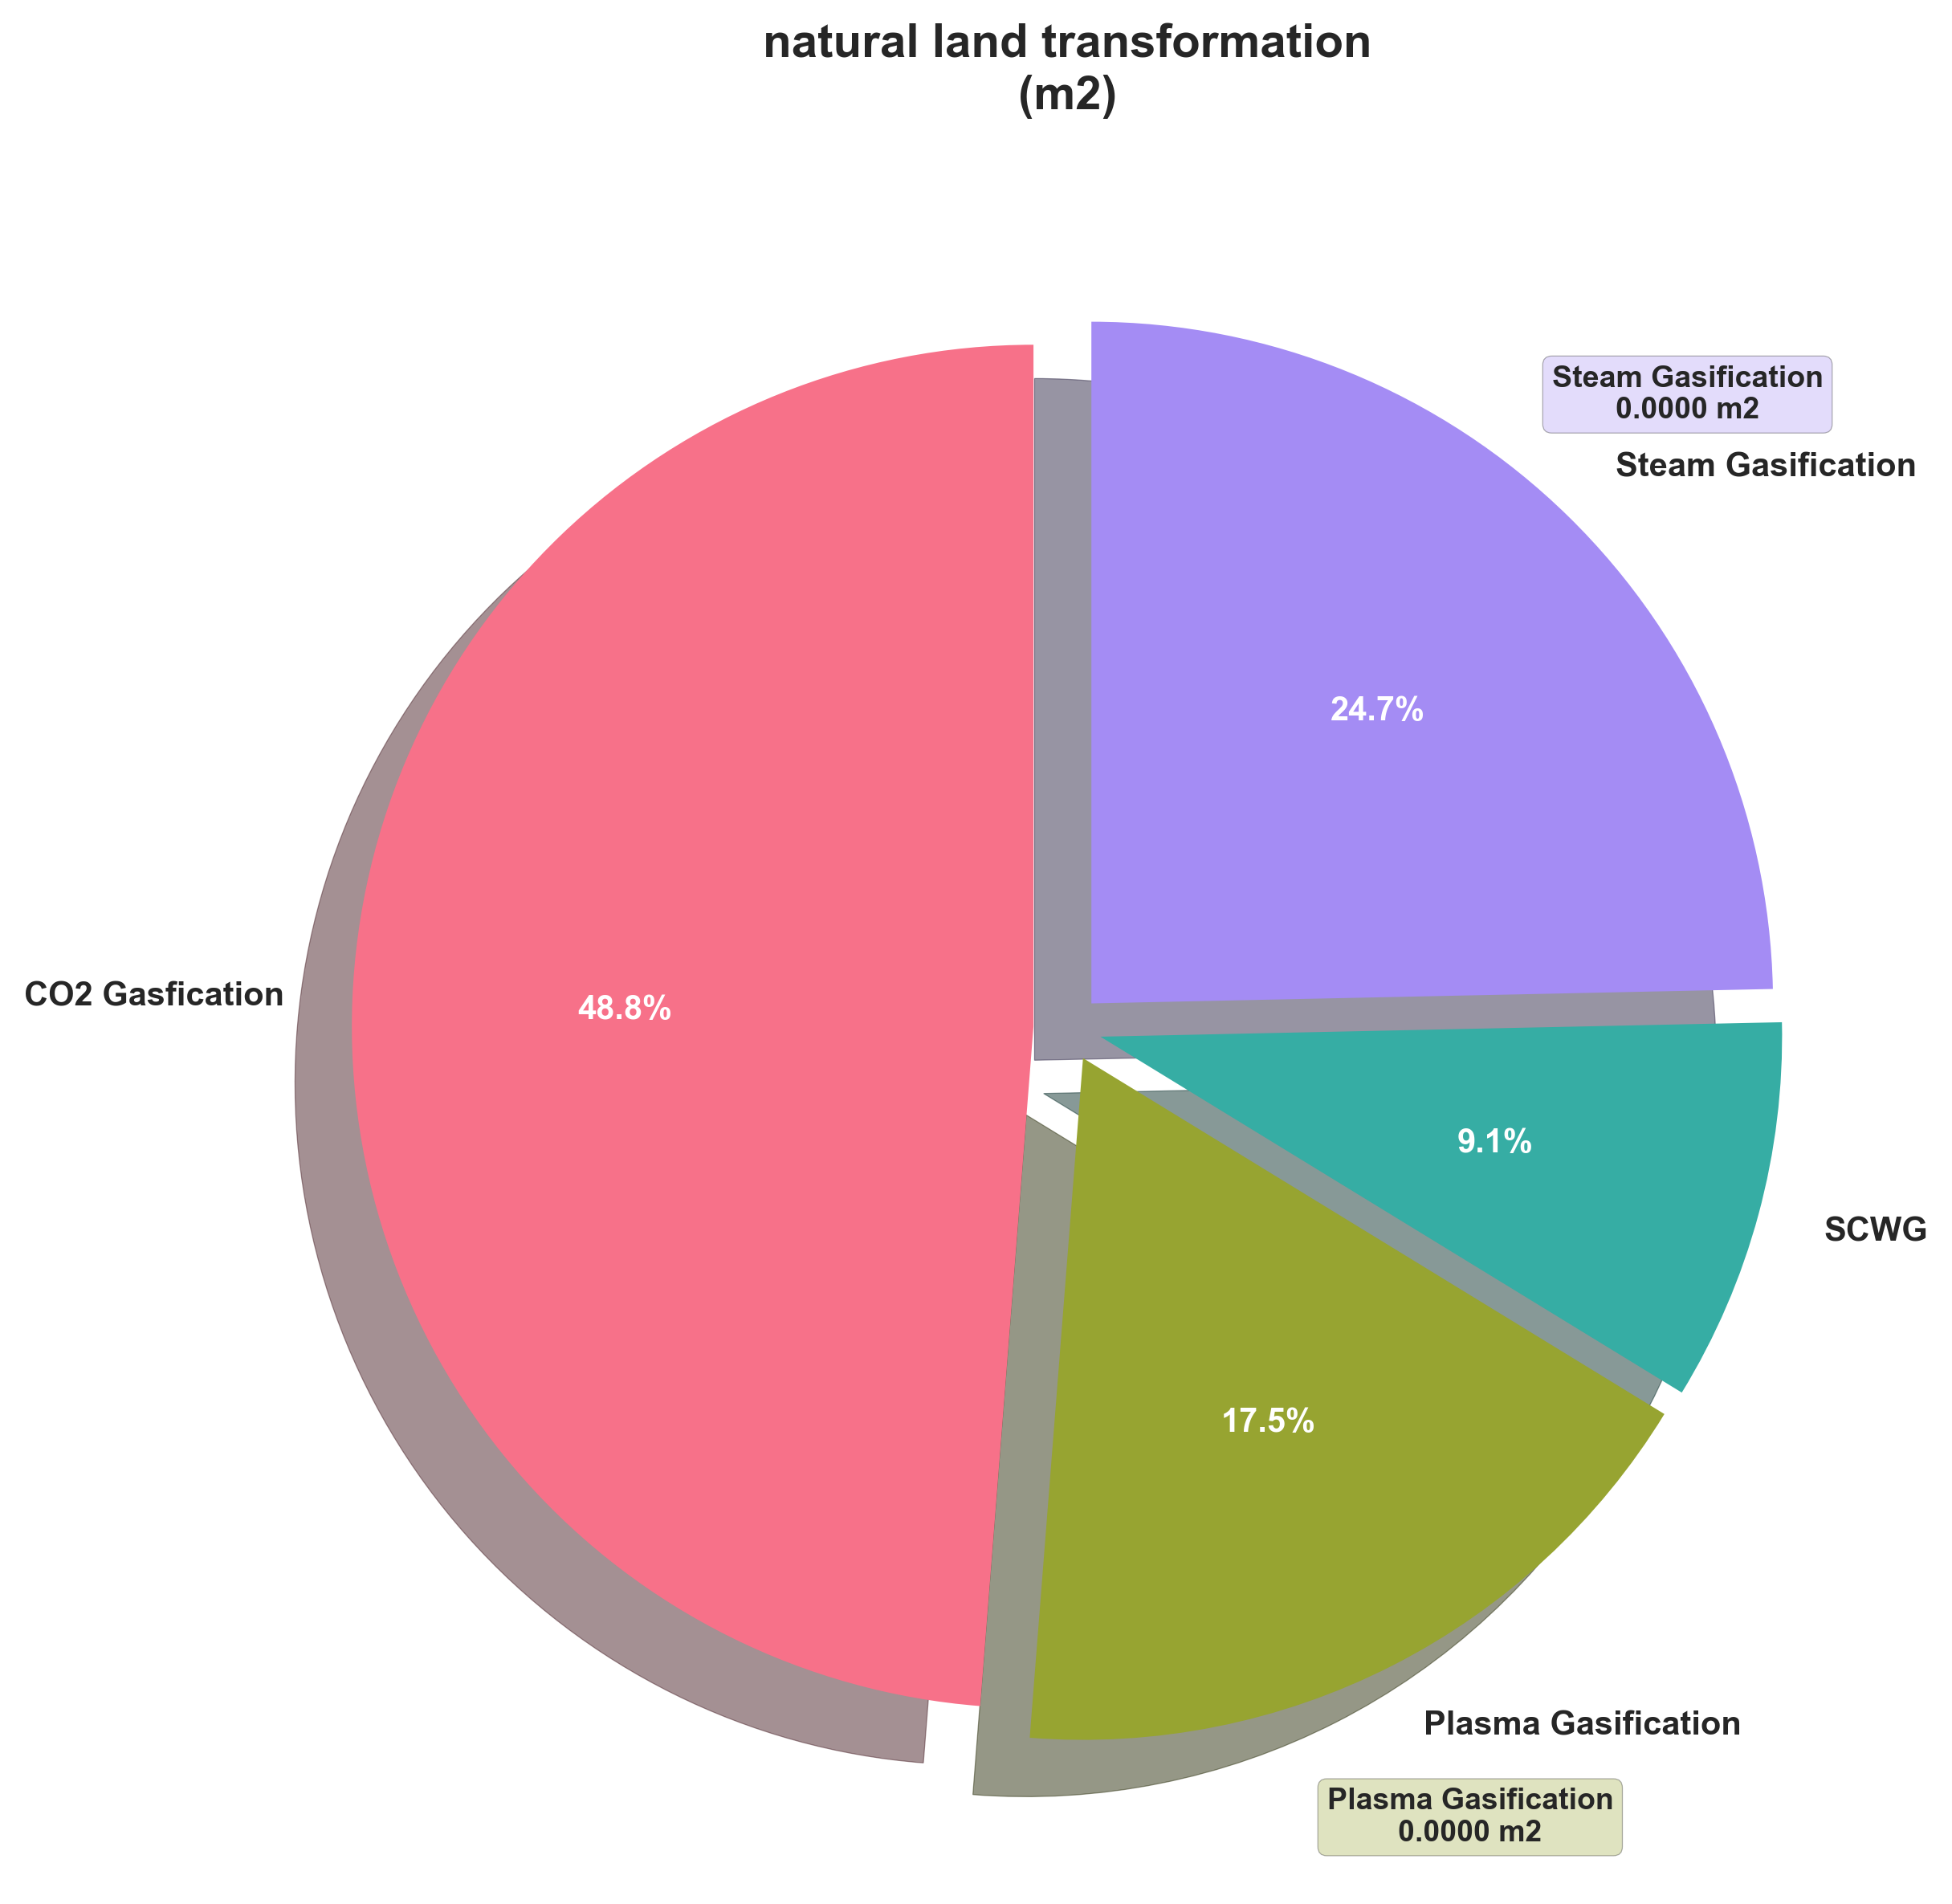 natural land transformation
(m2)
Steam Gasification
0.0000 m2
Steam Gasification
24.7%
CO2 Gasfication
48.8%
9.1%
SCWG
17.5%
Plasma Gasification
Plasma Gasification
0.0000 m2